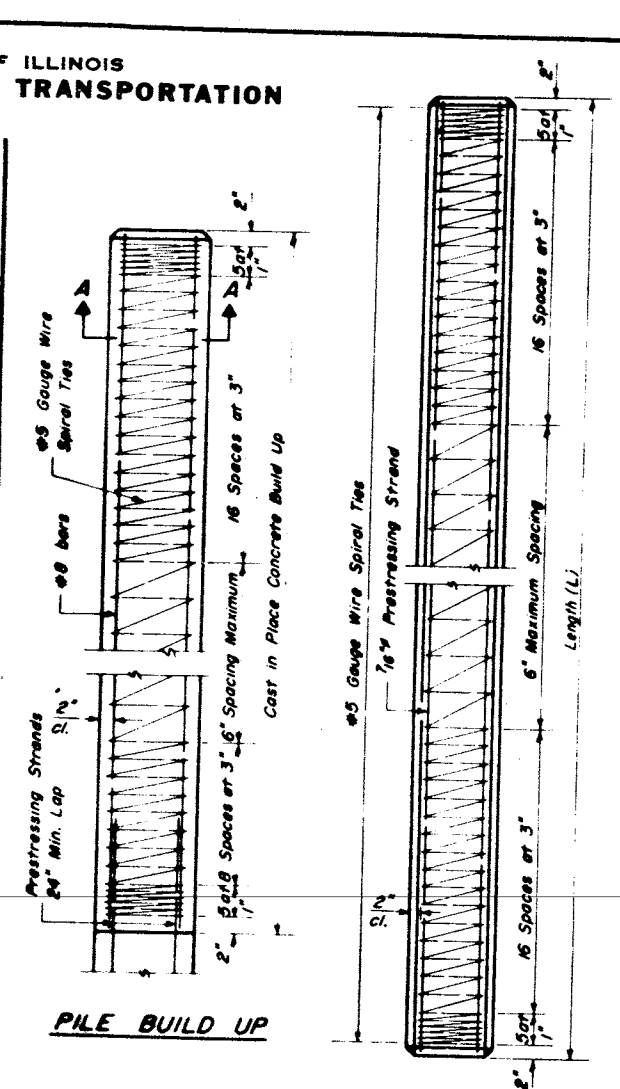 F ILLINOIS
TRANSPORTATION
2"
5 at
1"
A A
#5 Gauge Wire
Spiral Ties
#8 bars
16 Spaces at 3"
Cast in Place Concrete Build Up
6" Spacing Maximum
2"
cl.
Prestressing Strands
24" Min. Lap
8 Spaces at 3"
5 at
1"
2"
PILE BUILD UP
2"
5 at
1"
16 Spaces at 3"
#5 Gauge Wire Spiral Ties
7/16"φ Prestressing Strand
6" Maximum Spacing
Length (L)
2"
cl.
16 Spaces at 3"
5 at
1"
2"